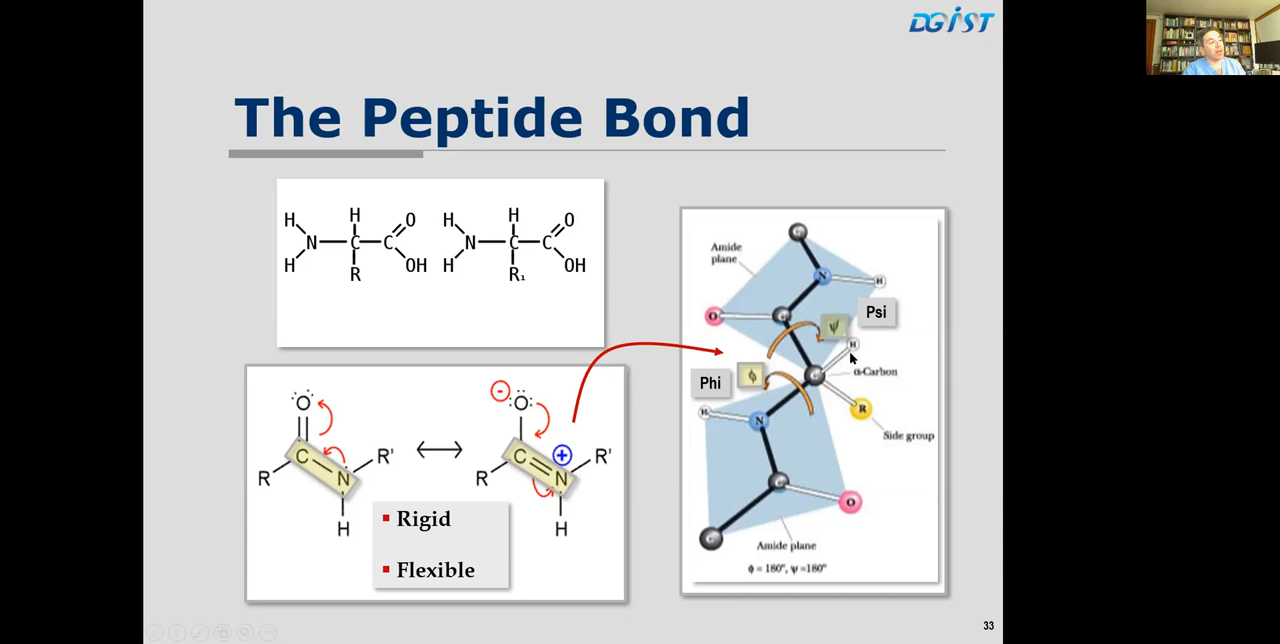 DGIST
The Peptide Bond
H H O H H O
N C C N C C
H R OH H R₁ OH
Amide
plane
C
N
H
O
C
Psi
ψ
H
Phi
ϕ
C
α-Carbon
H
N
R
Side group
C
O
C
Amide plane
ϕ = 180°, ψ =180°
O
C
R
N
R'
H
-
O
C
+
R
N
R'
H
▪ Rigid
▪ Flexible
33